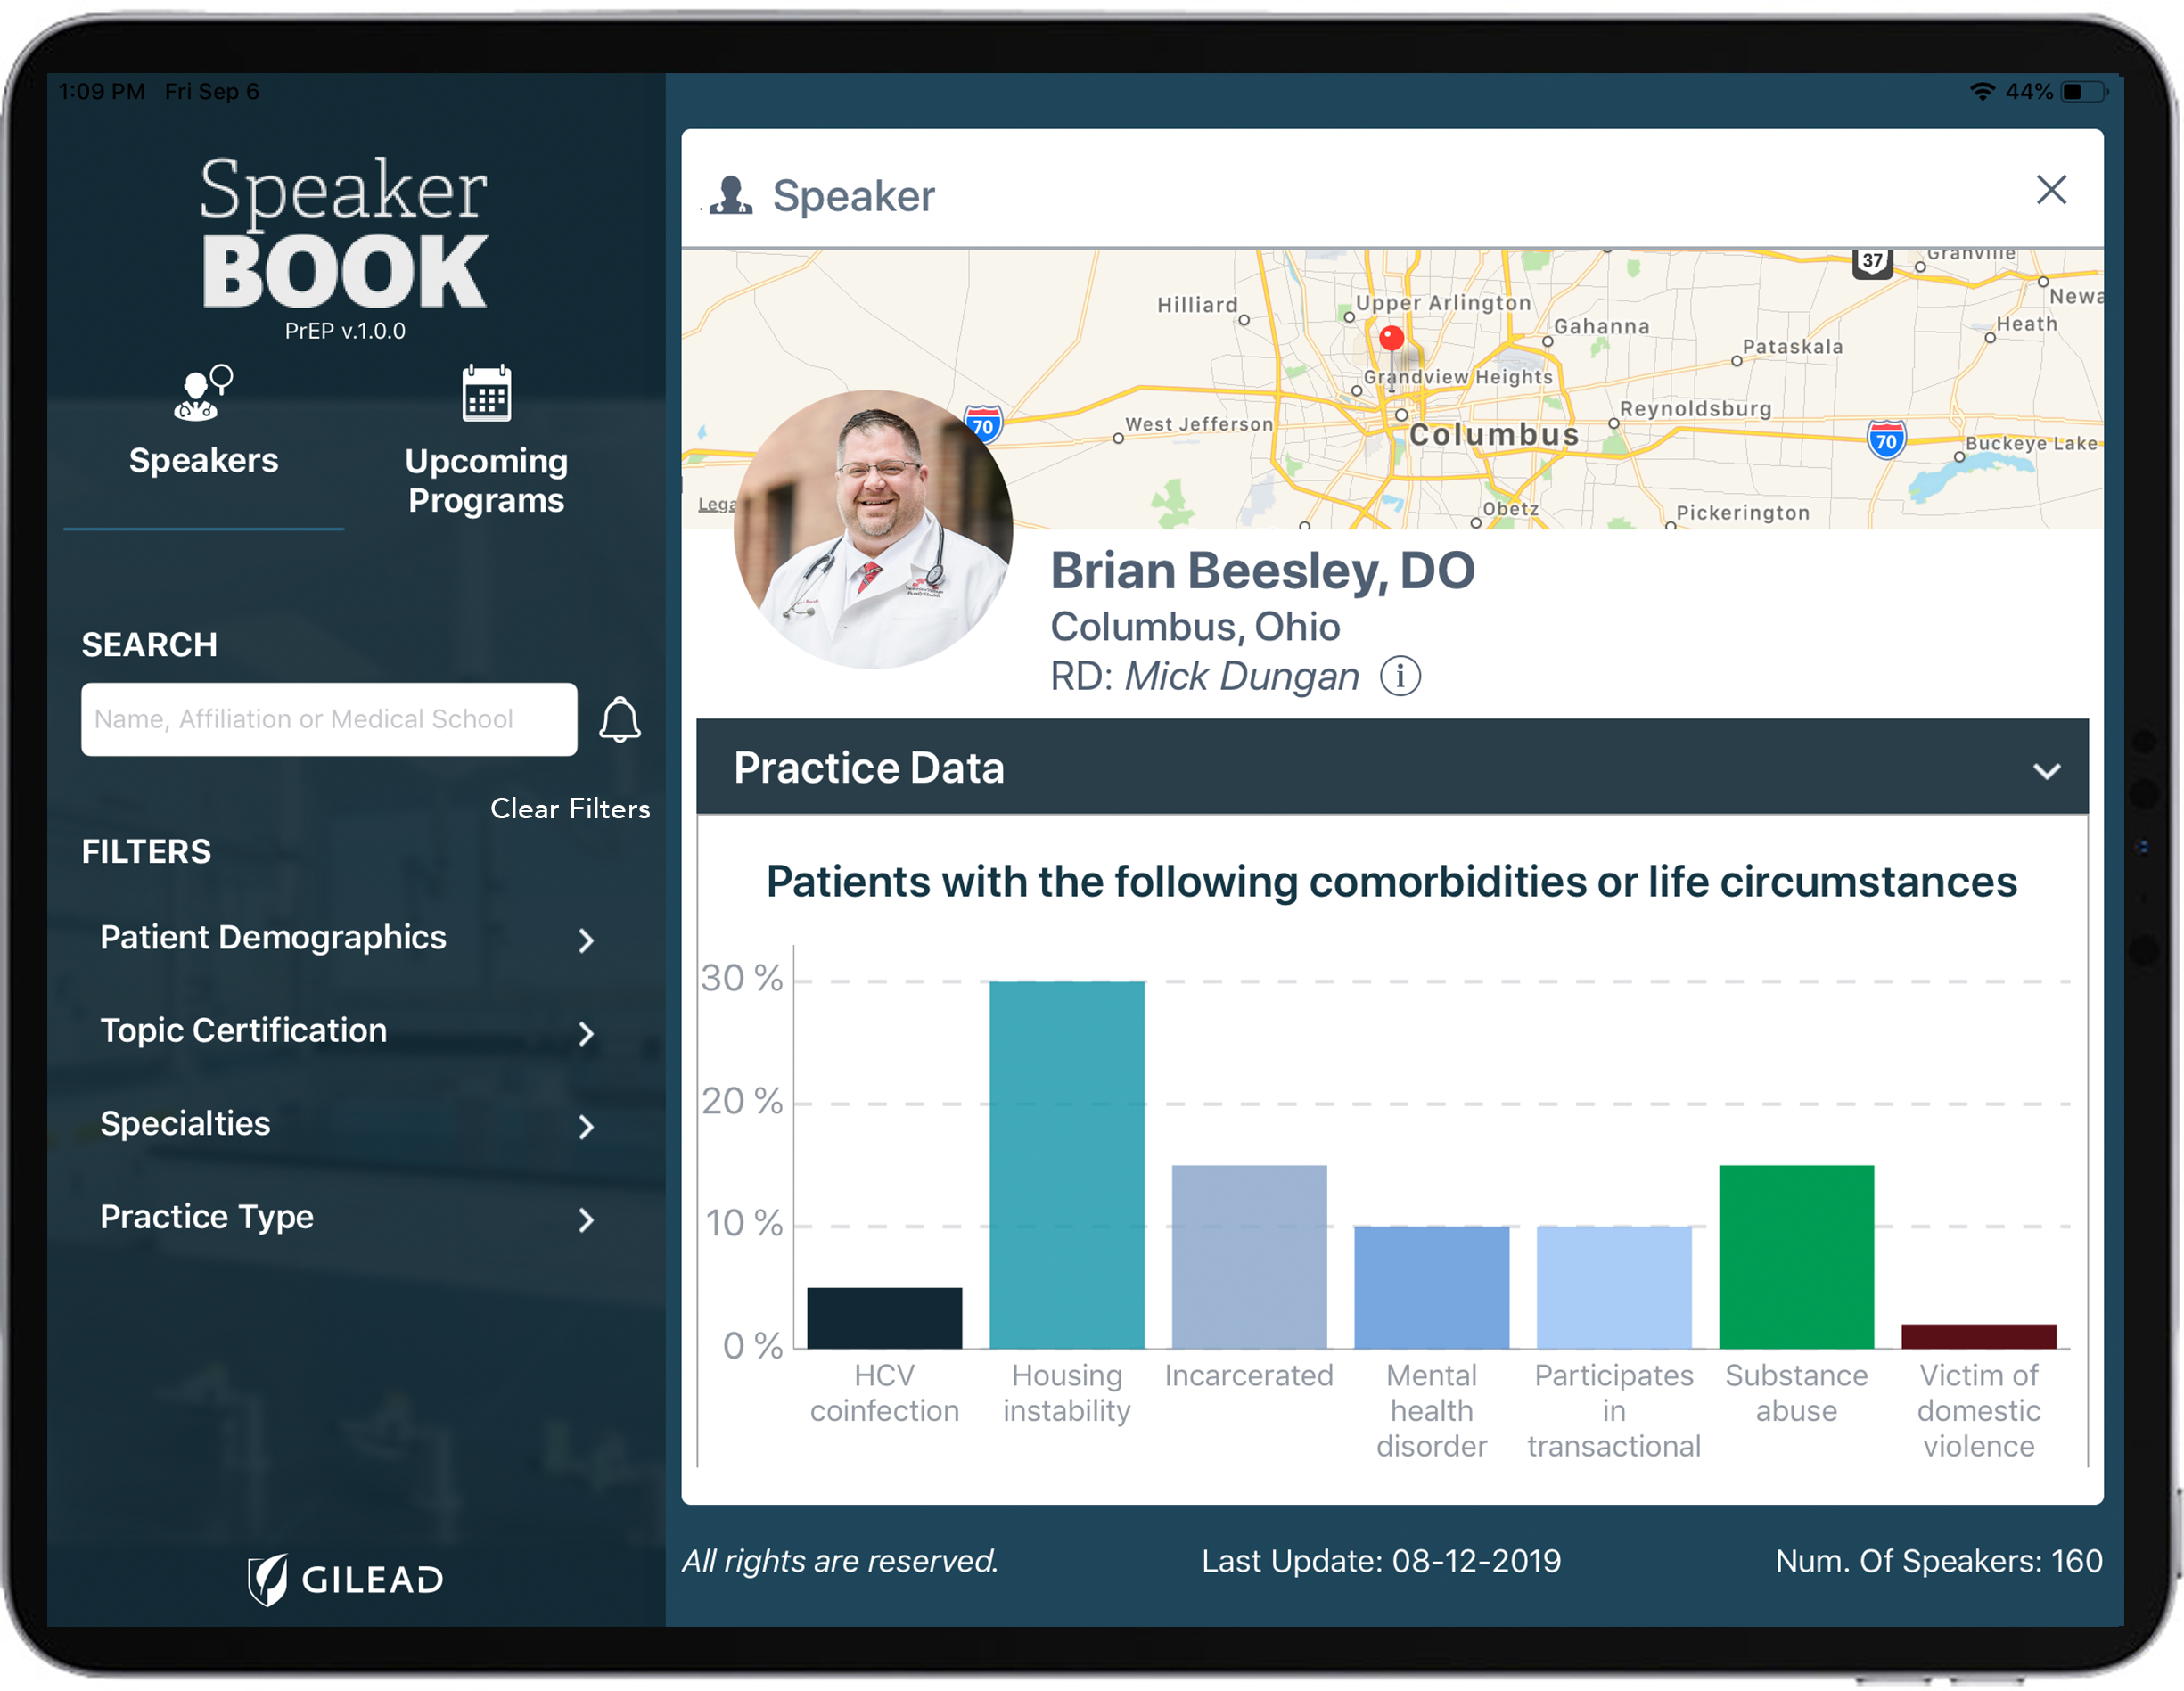 1:09 PM Fri Sep 6
44%
Speaker
BOOK
PrEP v.1.0.0
Speakers
Upcoming
Programs
SEARCH
Name, Affiliation or Medical School
Clear Filters
FILTERS
Patient Demographics
Topic Certification
Specialties
Practice Type
GILEAD
Speaker
37
Granville
Hilliard
Upper Arlington
Newa
Gahanna
Heath
Pataskala
Grandview Heights
70
West Jefferson
Reynoldsburg
Columbus
70
Buckeye Lake
Lega
Obetz
Pickerington
Brian Beesley, DO
Columbus, Ohio
RD: Mick Dungan i
Practice Data
Patients with the following comorbidities or life circumstances
30 %
20 %
10 %
0 %
HCV
coinfection
Housing
instability
Incarcerated
Mental
health
disorder
Participates
in
transactional
Substance
abuse
Victim of
domestic
violence
All rights are reserved.
Last Update: 08-12-2019
Num. Of Speakers: 160